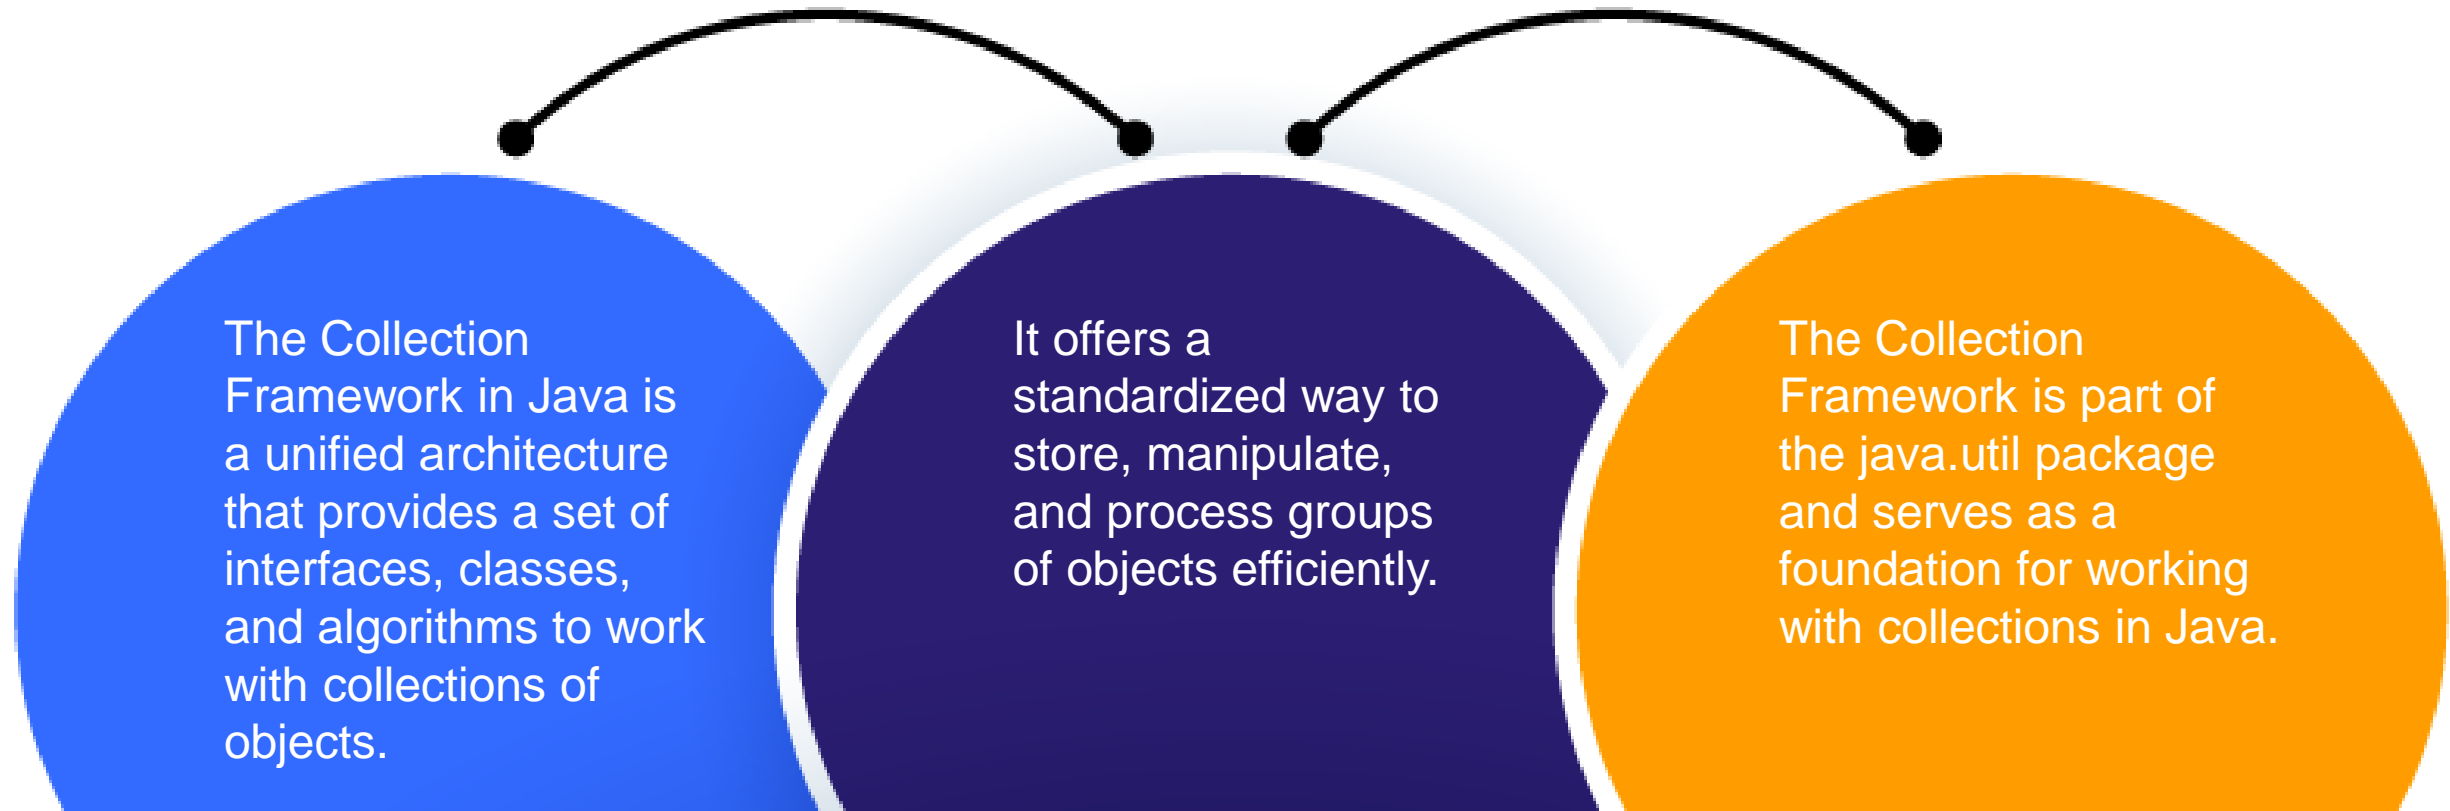 The Collection
Framework in Java is
a unified architecture
that provides a set of
interfaces, classes,
and algorithms to work
with collections of
objects.
It offers a
standardized way to
store, manipulate,
and process groups
of objects efficiently.
The Collection
Framework is part of
the java.util package
and serves as a
foundation for working
with collections in Java.